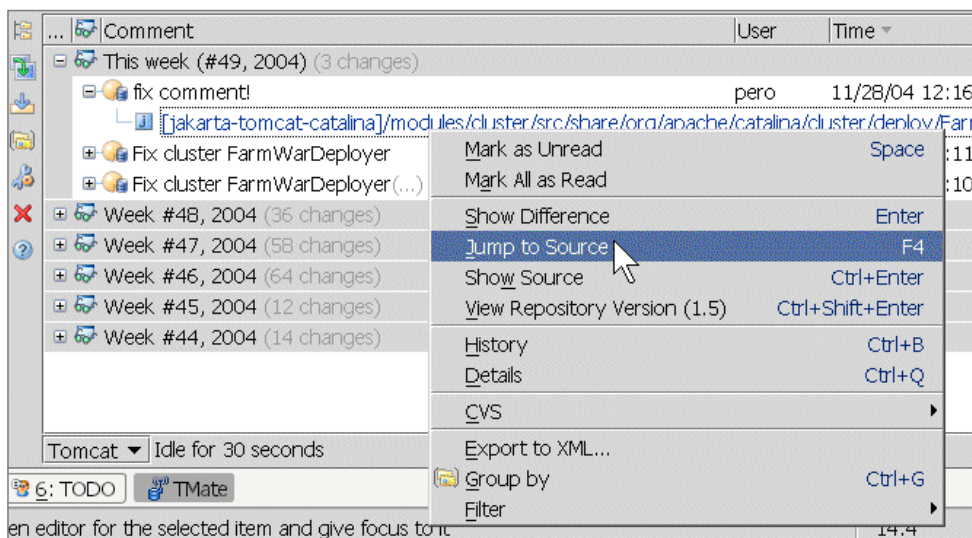 ... Comment User Time
This week (#49, 2004) (3 changes)
fix comment! pero 11/28/04 12:16
[jakarta-tomcat-catalina]/modules/cluster/src/share/org/apache/catalina/cluster/deploy/Farr
Fix cluster FarmWarDeployer :11
Fix cluster FarmWarDeployer(...) :10
Week #48, 2004 (36 changes)
Week #47, 2004 (58 changes)
Week #46, 2004 (64 changes)
Week #45, 2004 (12 changes)
Week #44, 2004 (14 changes)
Mark as Unread Space
Mark All as Read
Show Difference Enter
Jump to Source F4
Show Source Ctrl+Enter
View Repository Version (1.5) Ctrl+Shift+Enter
History Ctrl+B
Details Ctrl+Q
CVS
Export to XML...
Group by Ctrl+G
Filter
Tomcat Idle for 30 seconds
6: TODO TMate
en editor for the selected item and give focus to it